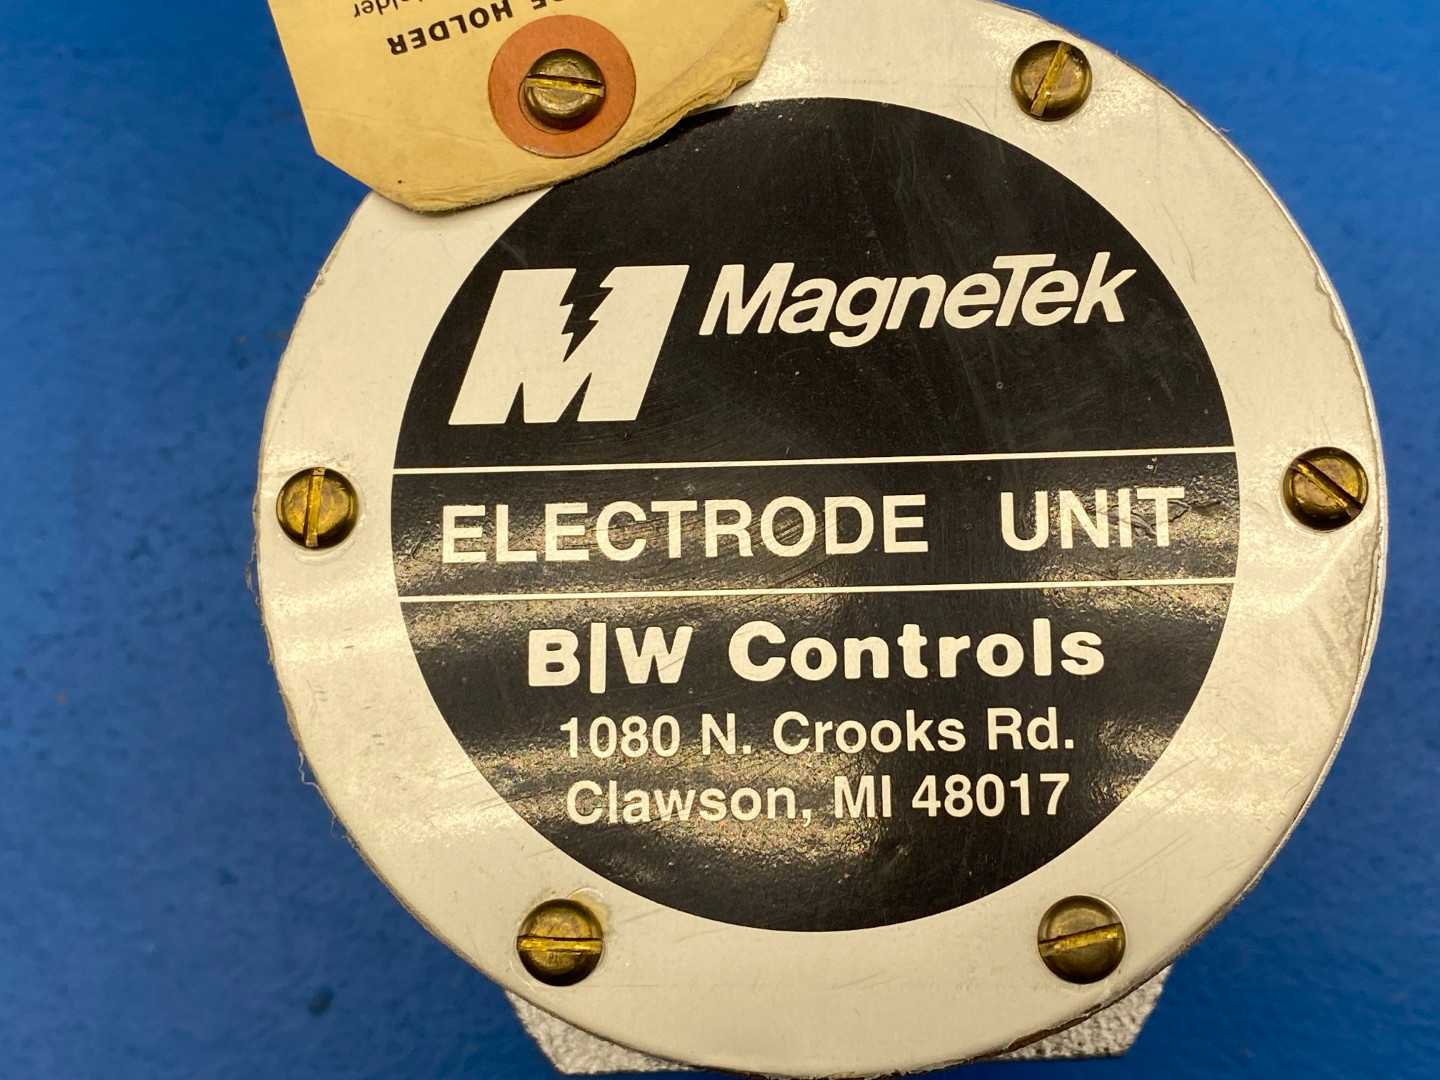 HOLDER
MagneTek
ELECTRODE UNIT
B|W Controls
1080 N. Crooks Rd.
Clawson, MI 48017